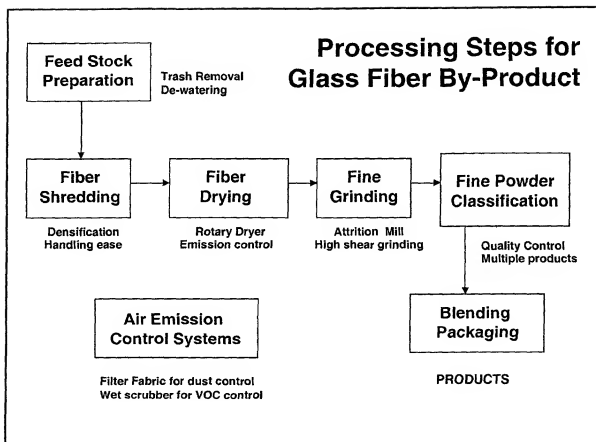 Processing Steps for
Glass Fiber By-Product
Feed Stock
Preparation
Trash Removal
De-watering
Fiber
Shredding
Fiber
Drying
Fine
Grinding
Fine Powder
Classification
Densification
Handling ease
Rotary Dryer
Emission control
Attrition Mill
High shear grinding
Quality Control
Multiple products
Air Emission
Control Systems
Blending
Packaging
Filter Fabric for dust control
Wet scrubber for VOC control
PRODUCTS